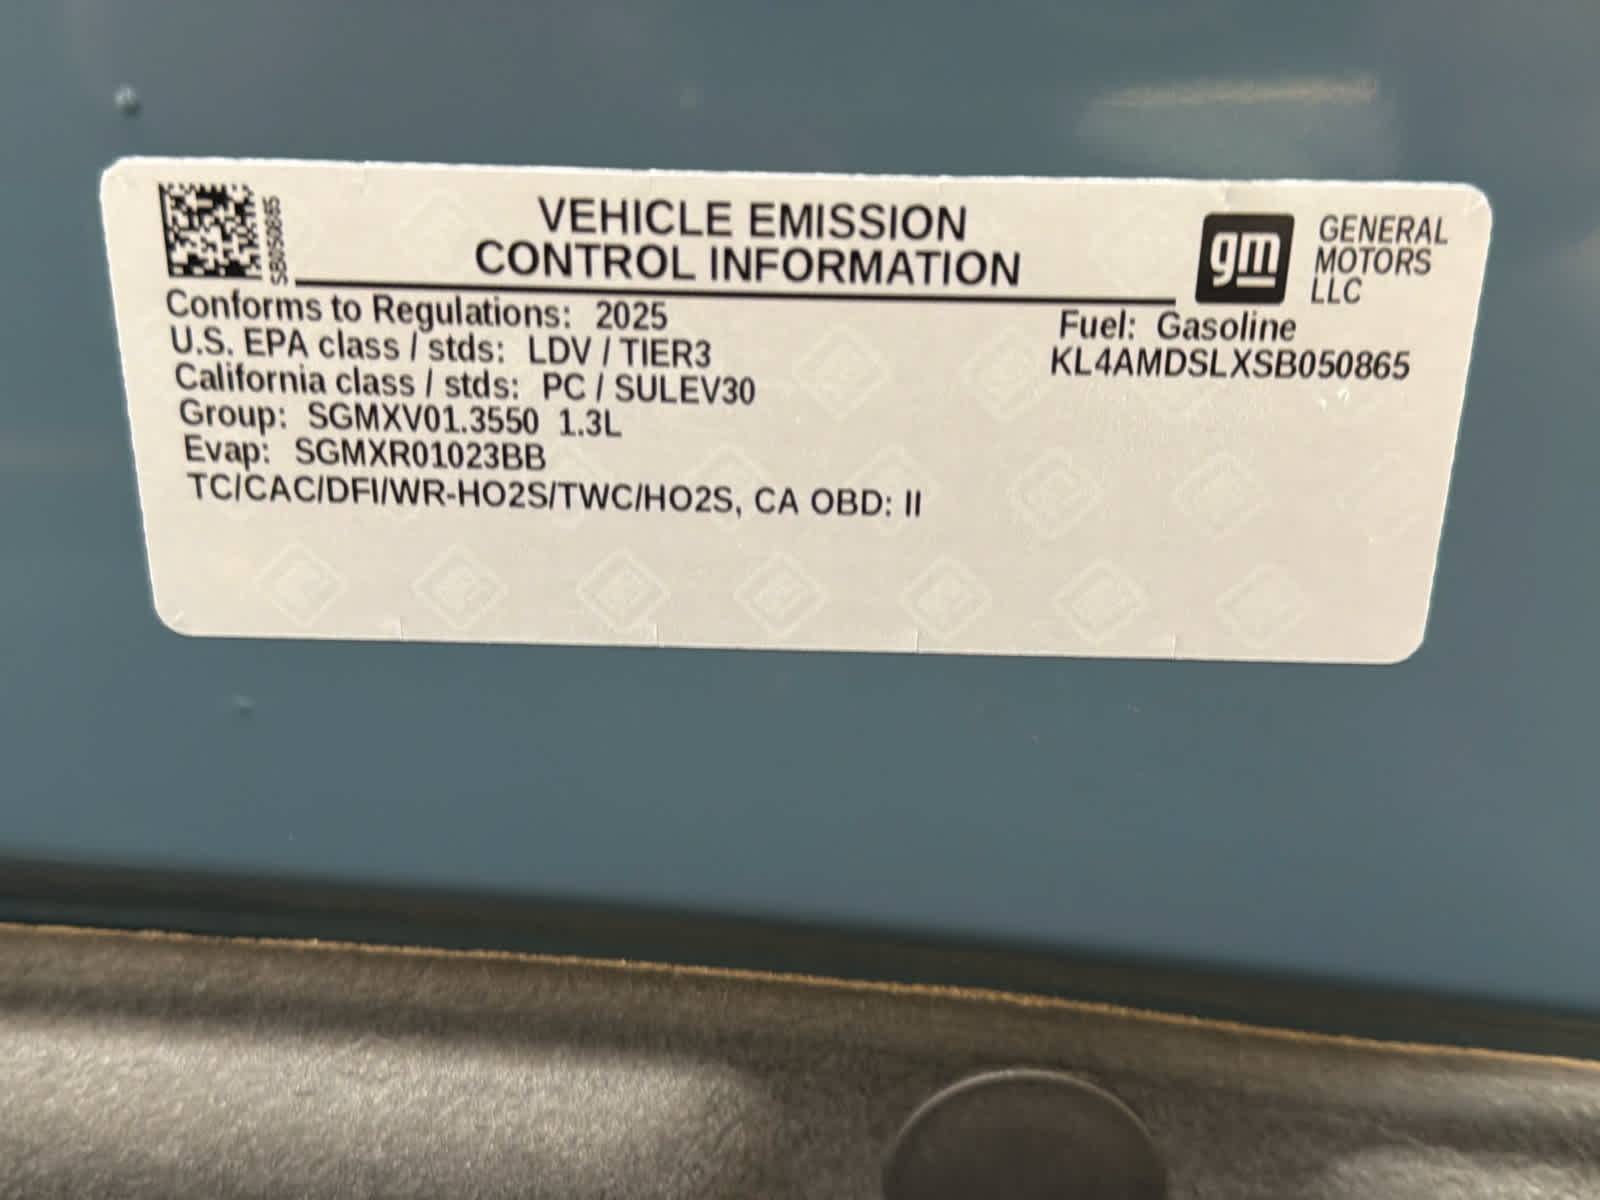 SB050865
VEHICLE EMISSION
CONTROL INFORMATION
gm
GENERAL
MOTORS
LLC
Conforms to Regulations: 2025
U.S. EPA class / stds: LDV / TIER3
California class / stds: PC / SULEV30
Group: SGMXV01.3550 1.3L
Evap: SGMXR01023BB
TC/CAC/DFI/WR-HO2S/TWC/HO2S, CA OBD: II
Fuel: Gasoline
KL4AMDSLXSB050865